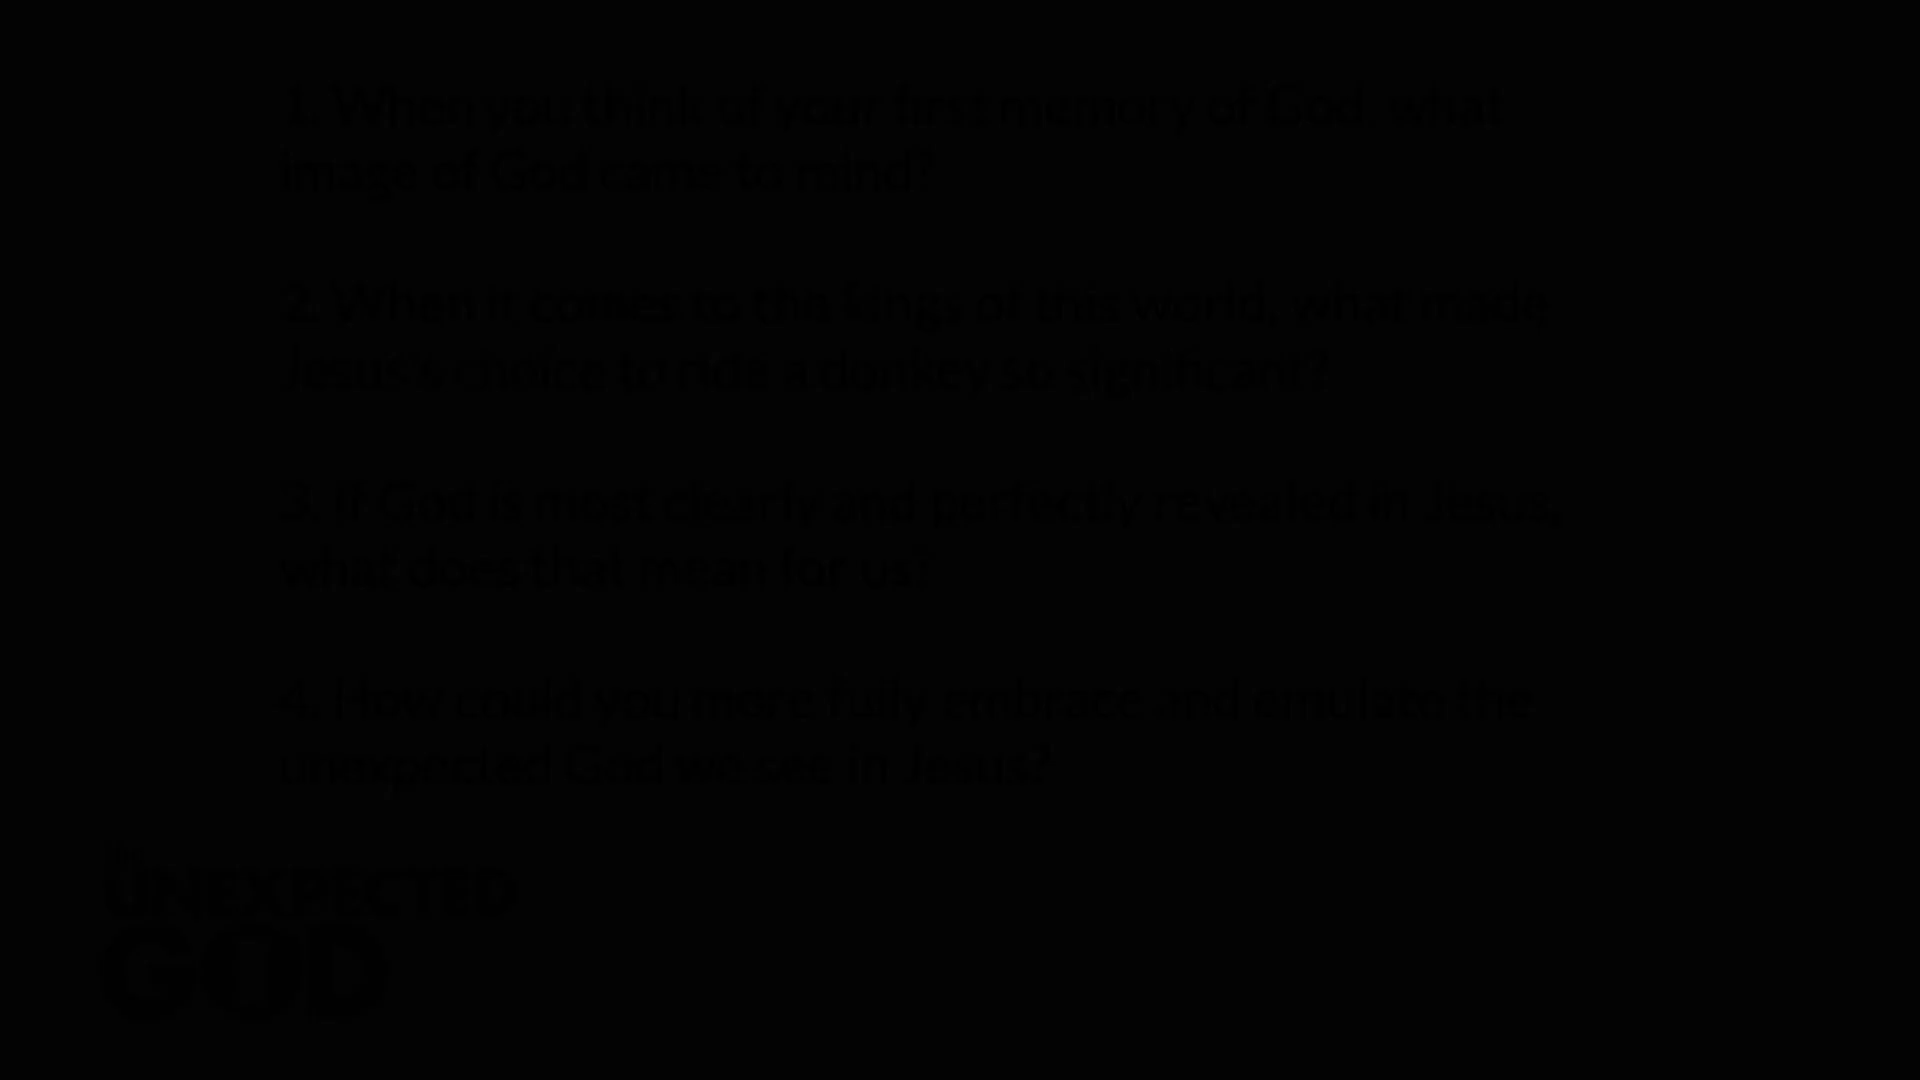 1. When you think of your first memory of God, what
image of God came to mind?
2. When it comes to the kings of this world, what made
Jesus's choice to ride a donkey so significant?
3. If God is most clearly and perfectly revealed in Jesus,
what does that mean for us?
4. How could you more fully embrace and emulate the
unexpected God we see in Jesus?
UNEXPECTED
GOD